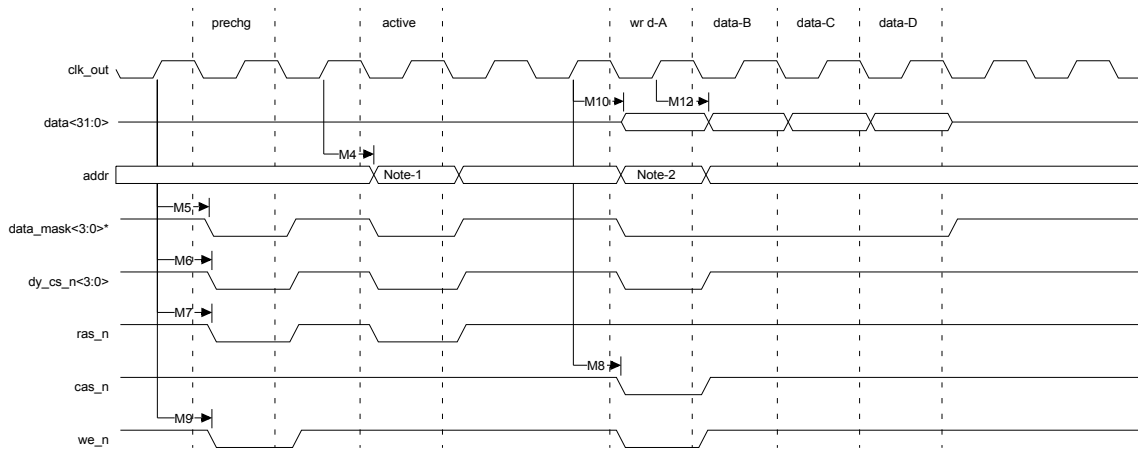 prechg active wr d-A data-B data-C data-D
clk_out
M10 M12
data<31:0>
M4
addr Note-1 Note-2
M5
data_mask<3:0>*
M6
dy_cs_n<3:0>
M7
ras_n
M8
cas_n
M9
we_n